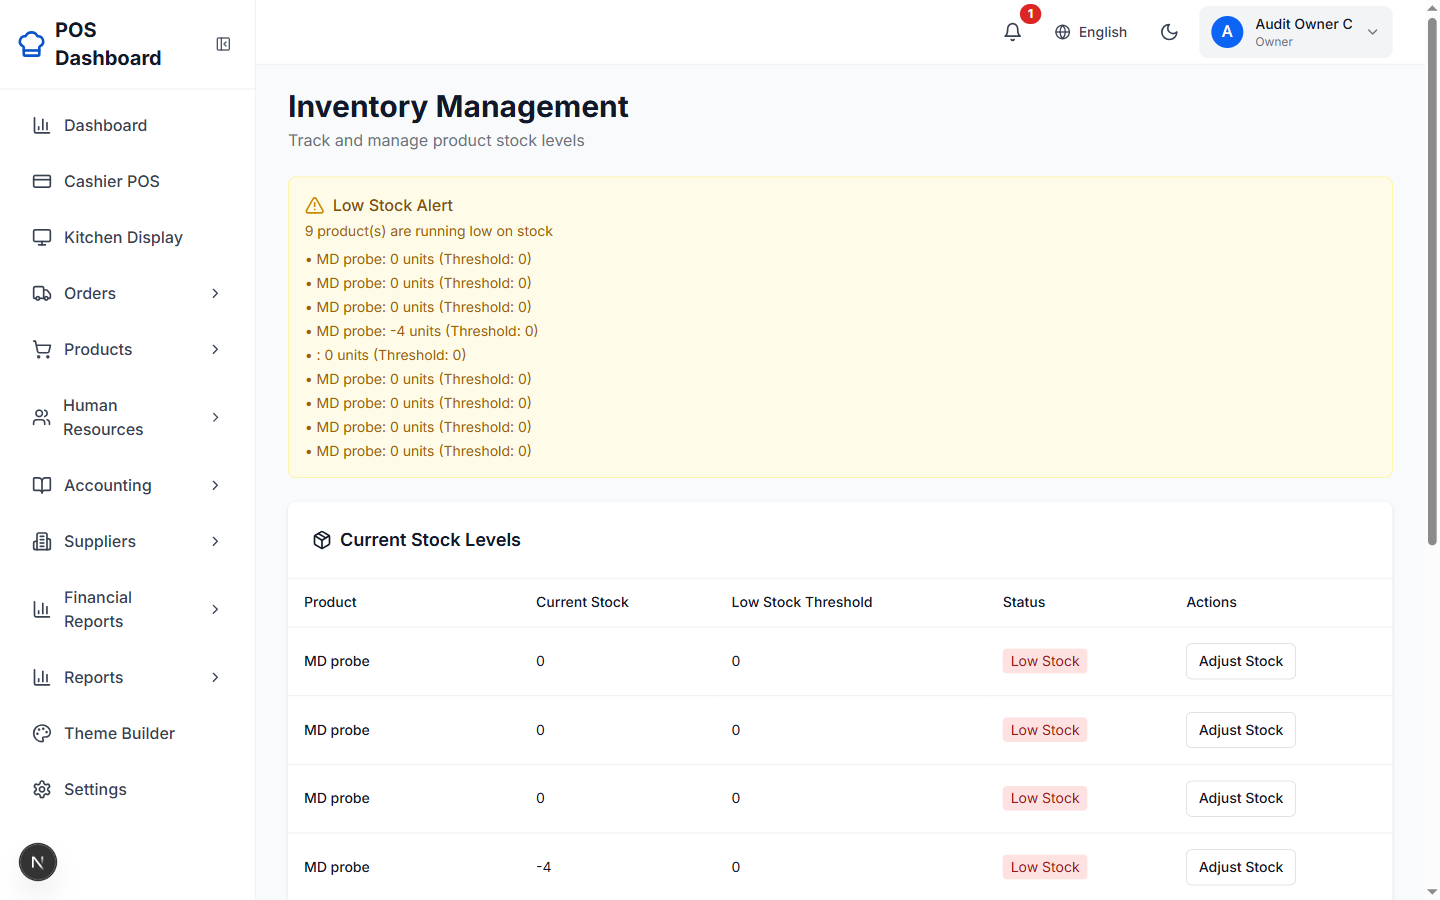 POS
Dashboard
1
English
A
Audit Owner C
Owner
Dashboard
Cashier POS
Kitchen Display
Orders
Products
Human
Resources
Accounting
Suppliers
Financial
Reports
Reports
Theme Builder
Settings
N
Inventory Management
Track and manage product stock levels
Low Stock Alert
9 product(s) are running low on stock
• MD probe: 0 units (Threshold: 0)
• MD probe: 0 units (Threshold: 0)
• MD probe: 0 units (Threshold: 0)
• MD probe: -4 units (Threshold: 0)
• : 0 units (Threshold: 0)
• MD probe: 0 units (Threshold: 0)
• MD probe: 0 units (Threshold: 0)
• MD probe: 0 units (Threshold: 0)
• MD probe: 0 units (Threshold: 0)
Current Stock Levels
Product Current Stock Low Stock Threshold Status Actions
MD probe 0 0 Low Stock Adjust Stock
MD probe 0 0 Low Stock Adjust Stock
MD probe 0 0 Low Stock Adjust Stock
MD probe -4 0 Low Stock Adjust Stock